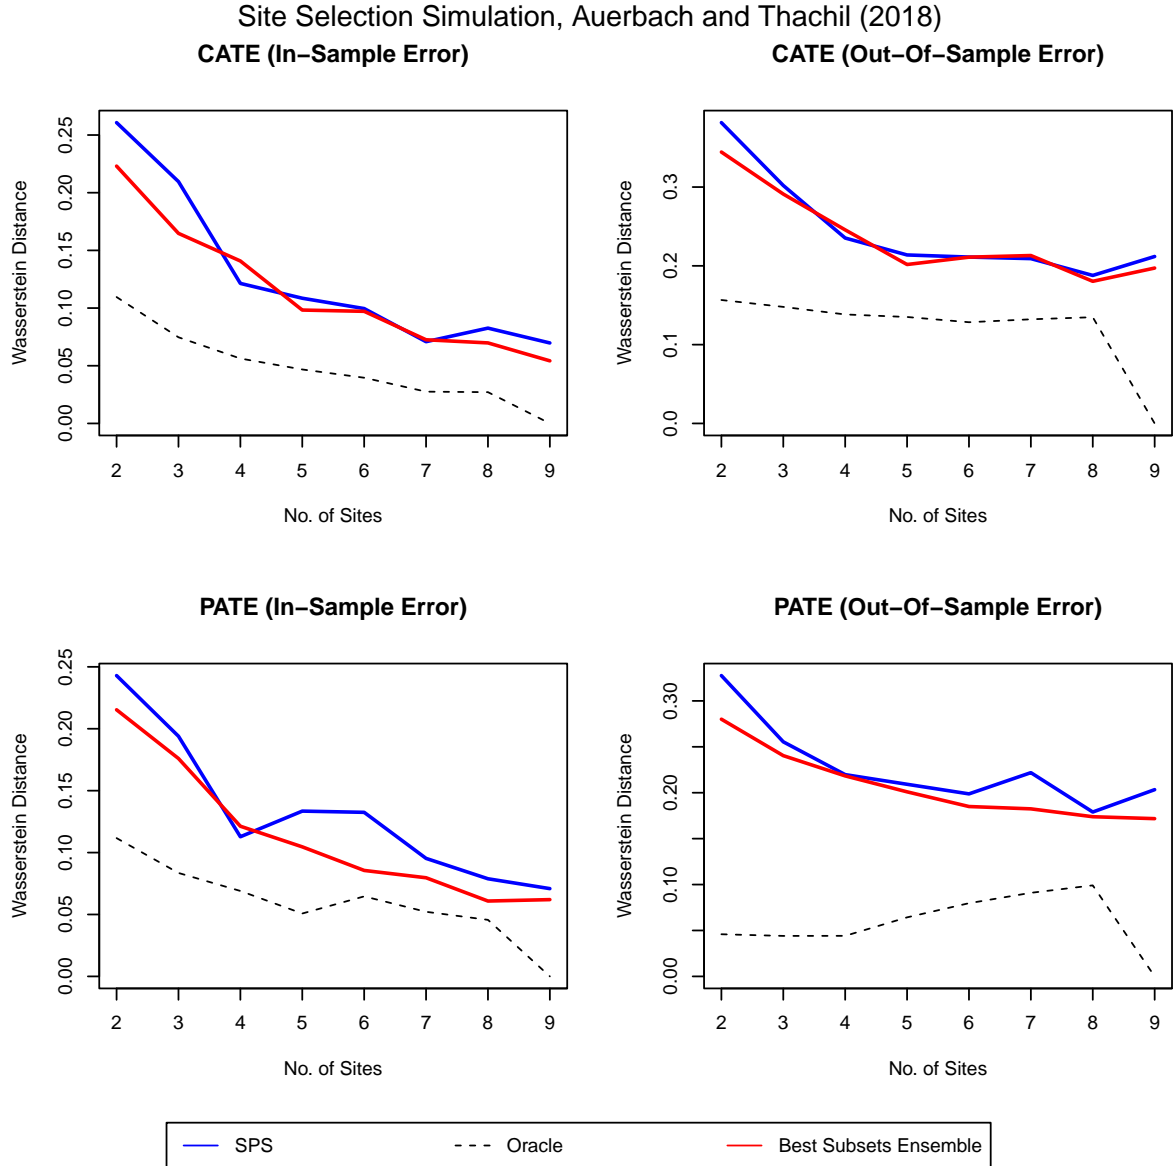 Site Selection Simulation, Auerbach and Thachil (2018)
CATE (In−Sample Error)
Wasserstein Distance
0.25
0.20
0.15
0.10
0.05
0.00
2 3 4 5 6 7 8 9
No. of Sites
CATE (Out−Of−Sample Error)
Wasserstein Distance
0.3
0.2
0.1
0.0
2 3 4 5 6 7 8 9
No. of Sites
PATE (In−Sample Error)
Wasserstein Distance
0.25
0.20
0.15
0.10
0.05
0.00
2 3 4 5 6 7 8 9
No. of Sites
PATE (Out−Of−Sample Error)
Wasserstein Distance
0.30
0.20
0.10
0.00
2 3 4 5 6 7 8 9
No. of Sites
SPS Oracle Best Subsets Ensemble